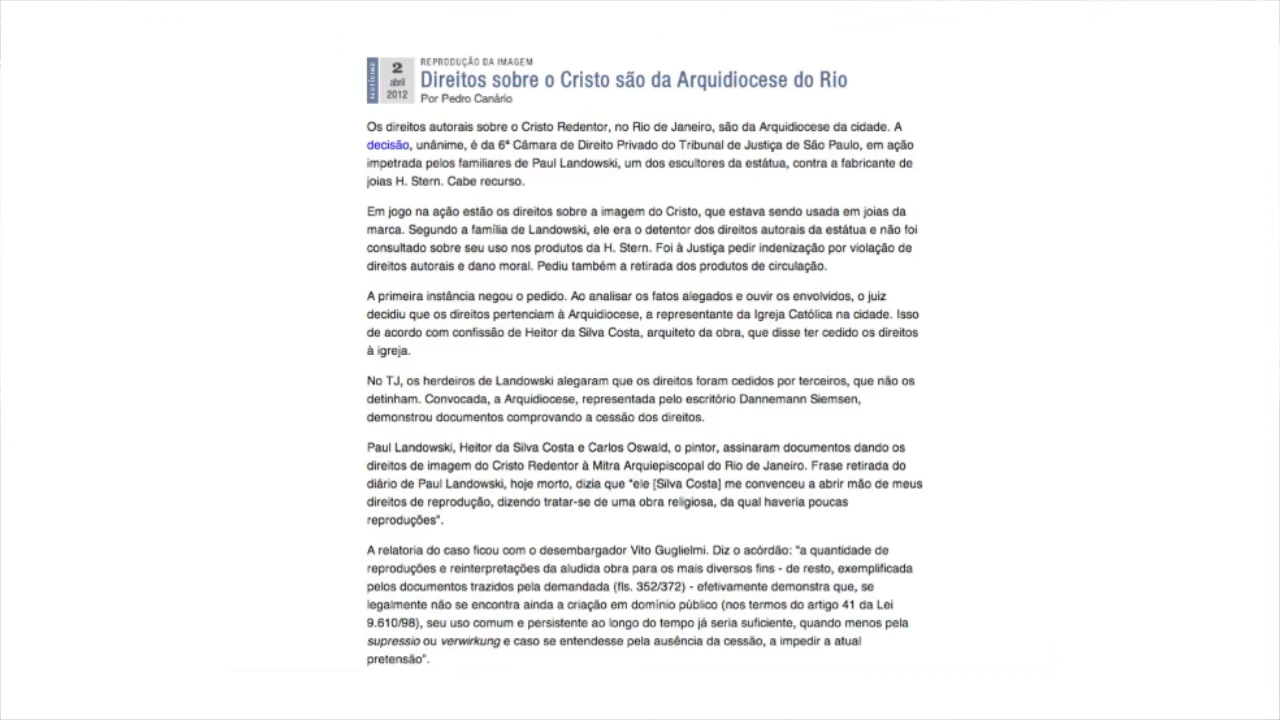 NOTÍCIAS
2
abril
2012
REPRODUÇÃO DA IMAGEM
Direitos sobre o Cristo são da Arquidiocese do Rio
Por Pedro Canário
Os direitos autorais sobre o Cristo Redentor, no Rio de Janeiro, são da Arquidiocese da cidade. A
decisão, unânime, é da 6ª Câmara de Direito Privado do Tribunal de Justiça de São Paulo, em ação
impetrada pelos familiares de Paul Landowski, um dos escultores da estátua, contra a fabricante de
joias H. Stern. Cabe recurso.
Em jogo na ação estão os direitos sobre a imagem do Cristo, que estava sendo usada em joias da
marca. Segundo a família de Landowski, ele era o detentor dos direitos autorais da estátua e não foi
consultado sobre seu uso nos produtos da H. Stern. Foi à Justiça pedir indenização por violação de
direitos autorais e dano moral. Pediu também a retirada dos produtos de circulação.
A primeira instância negou o pedido. Ao analisar os fatos alegados e ouvir os envolvidos, o juiz
decidiu que os direitos pertenciam à Arquidiocese, a representante da Igreja Católica na cidade. Isso
de acordo com confissão de Heitor da Silva Costa, arquiteto da obra, que disse ter cedido os direitos
à igreja.
No TJ, os herdeiros de Landowski alegaram que os direitos foram cedidos por terceiros, que não os
detinham. Convocada, a Arquidiocese, representada pelo escritório Dannemann Siemsen,
demonstrou documentos comprovando a cessão dos direitos.
Paul Landowski, Heitor da Silva Costa e Carlos Oswald, o pintor, assinaram documentos dando os
direitos de imagem do Cristo Redentor à Mitra Arquiepiscopal do Rio de Janeiro. Frase retirada do
diário de Paul Landowski, hoje morto, dizia que "ele [Silva Costa] me convenceu a abrir mão de meus
direitos de reprodução, dizendo tratar-se de uma obra religiosa, da qual haveria poucas
reproduções".
A relatoria do caso ficou com o desembargador Vito Guglielmi. Diz o acórdão: "a quantidade de
reproduções e reinterpretações da aludida obra para os mais diversos fins - de resto, exemplificada
pelos documentos trazidos pela demandada (fls. 352/372) - efetivamente demonstra que, se
legalmente não se encontra ainda a criação em domínio público (nos termos do artigo 41 da Lei
9.610/98), seu uso comum e persistente ao longo do tempo já seria suficiente, quando menos pela
supressio ou verwirkung e caso se entendesse pela ausência da cessão, a impedir a atual
pretensão".